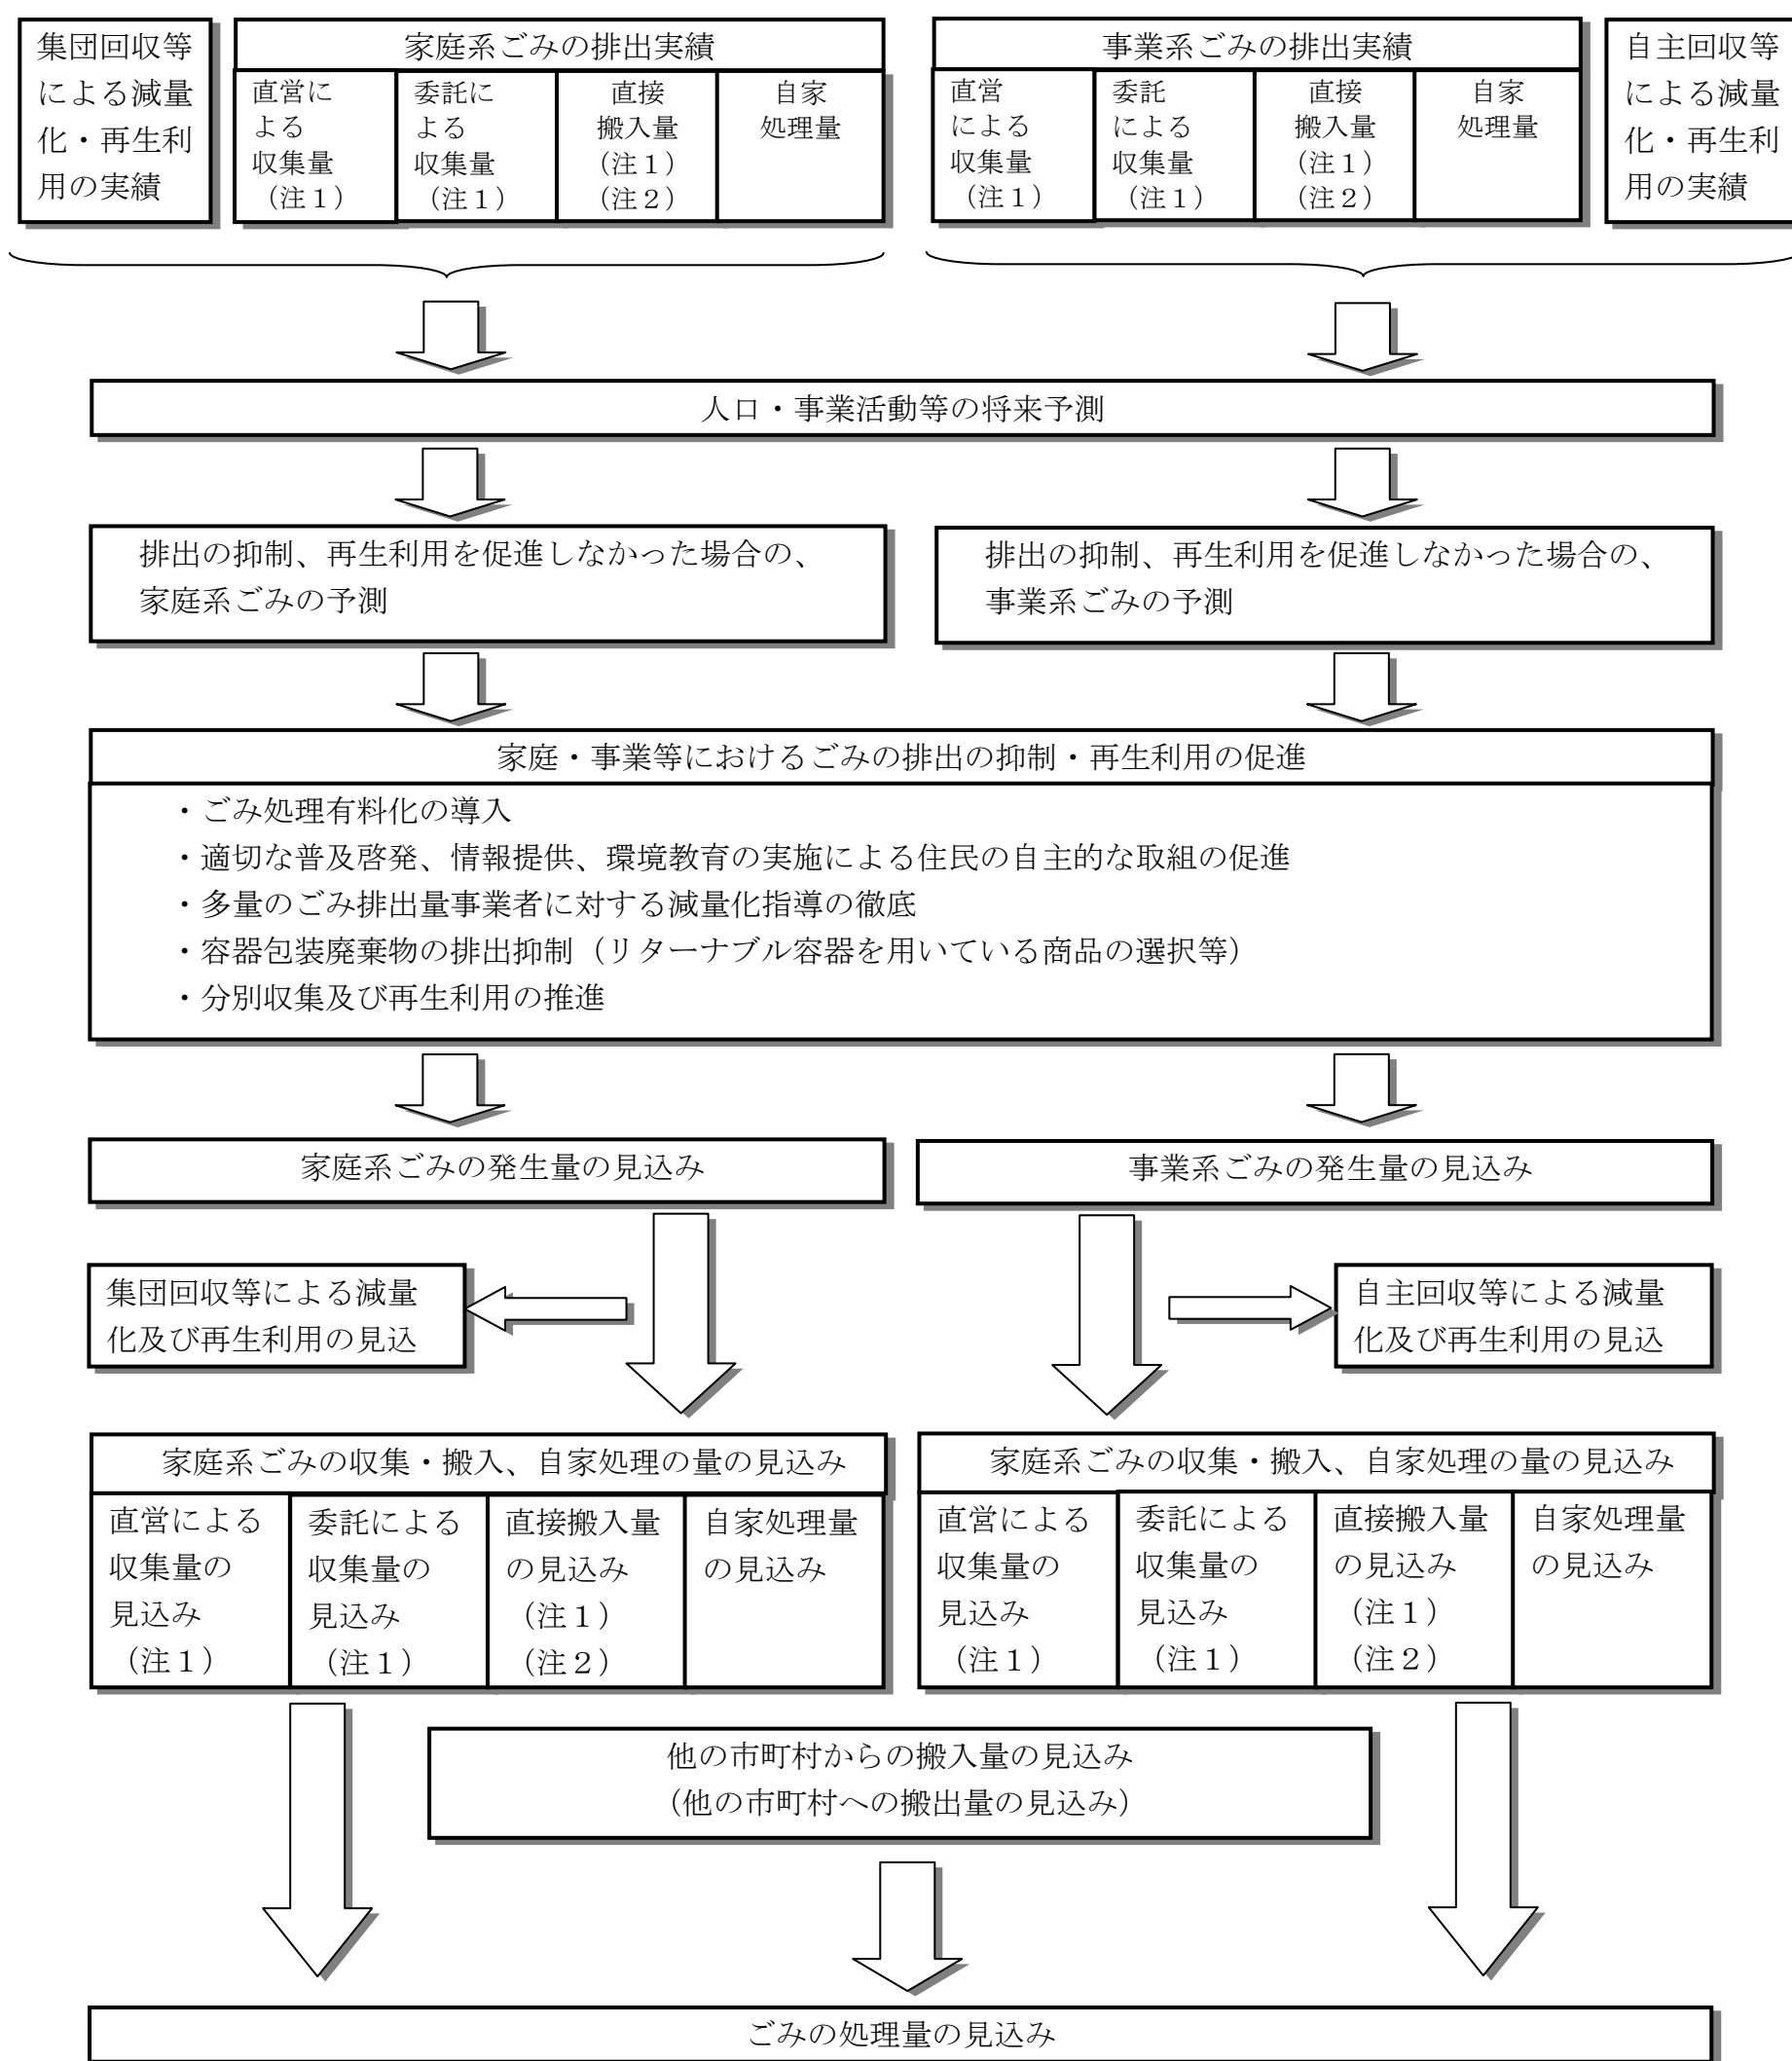 集団回収等
による減量
化・再生利
用の実績
家庭系ごみの排出実績
直営に
よる
収集量
（注１）
委託に
よる
収集量
（注１）
直接
搬入量
（注１）
（注２）
自家
処理量
事業系ごみの排出実績
直営
による
収集量
（注１）
委託
による
収集量
（注１）
直接
搬入量
（注１）
（注２）
自家
処理量
自主回収等
による減量
化・再生利
用の実績
人口・事業活動等の将来予測
排出の抑制、再生利用を促進しなかった場合の、
家庭系ごみの予測
排出の抑制、再生利用を促進しなかった場合の、
事業系ごみの予測
家庭・事業等におけるごみの排出の抑制・再生利用の促進
・ごみ処理有料化の導入
・適切な普及啓発、情報提供、環境教育の実施による住民の自主的な取組の促進
・多量のごみ排出量事業者に対する減量化指導の徹底
・容器包装廃棄物の排出抑制（リターナブル容器を用いている商品の選択等）
・分別収集及び再生利用の推進
家庭系ごみの発生量の見込み
事業系ごみの発生量の見込み
集団回収等による減量
化及び再生利用の見込
自主回収等による減量
化及び再生利用の見込
家庭系ごみの収集・搬入、自家処理の量の見込み
直営による
収集量の
見込み
（注１）
委託による
収集量の
見込み
（注１）
直接搬入量
の見込み
（注１）
（注２）
自家処理量
の見込み
家庭系ごみの収集・搬入、自家処理の量の見込み
直営による
収集量の
見込み
（注１）
委託による
収集量の
見込み
（注１）
直接搬入量
の見込み
（注１）
（注２）
自家処理量
の見込み
他の市町村からの搬入量の見込み
（他の市町村への搬出量の見込み）
ごみの処理量の見込み